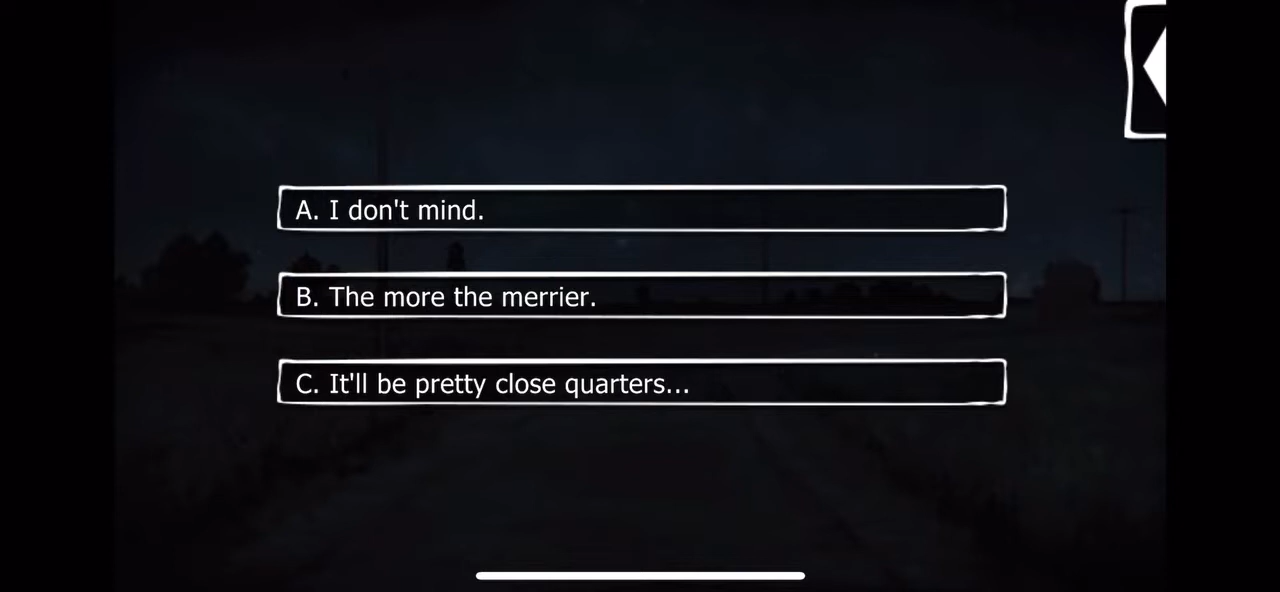 A. I don't mind.
B. The more the merrier.
C. It'll be pretty close quarters...